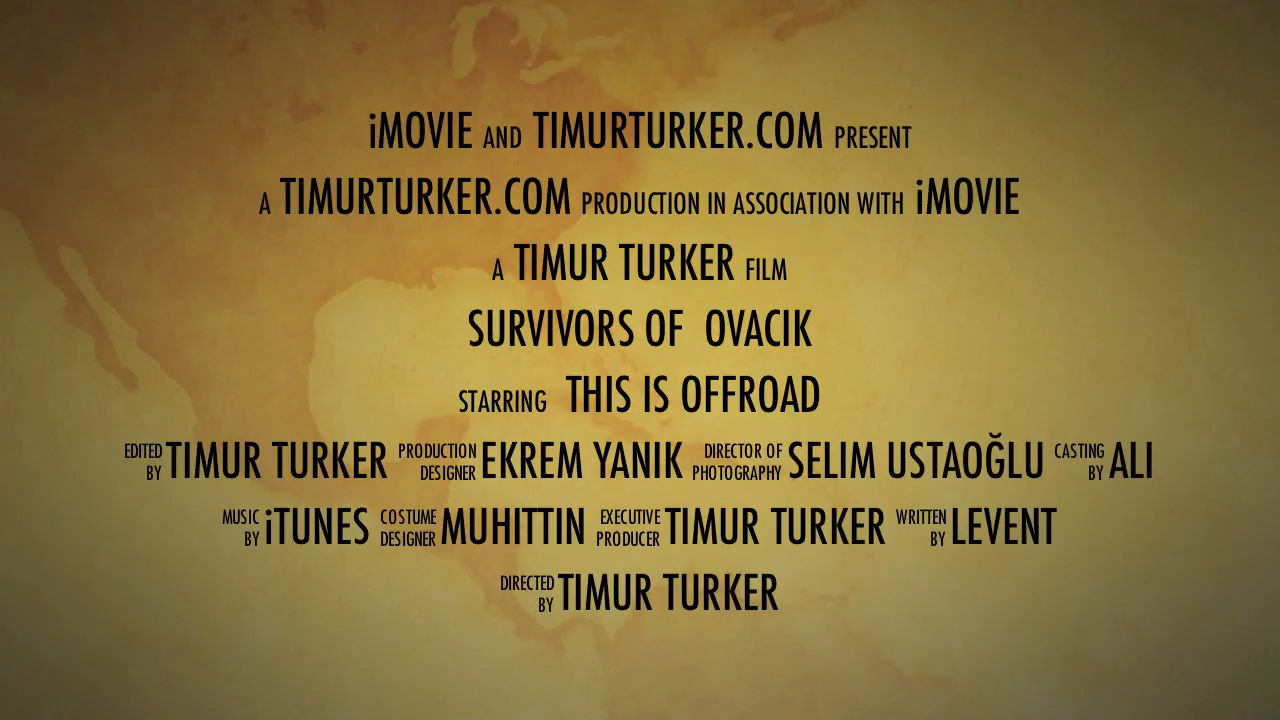 iMOVIE AND TIMURTURKER.COM PRESENT
A TIMURTURKER.COM PRODUCTION IN ASSOCIATION WITH iMOVIE
A TIMUR TURKER FILM
SURVIVORS OF OVACIK
STARRING THIS IS OFFROAD
EDITED BY TIMUR TURKER PRODUCTION DESIGNER EKREM YANIK DIRECTOR OF PHOTOGRAPHY SELIM USTAOĞLU CASTING BY ALI
MUSIC BY iTUNES COSTUME DESIGNER MUHITTIN EXECUTIVE PRODUCER TIMUR TURKER WRITTEN BY LEVENT
DIRECTED BY TIMUR TURKER